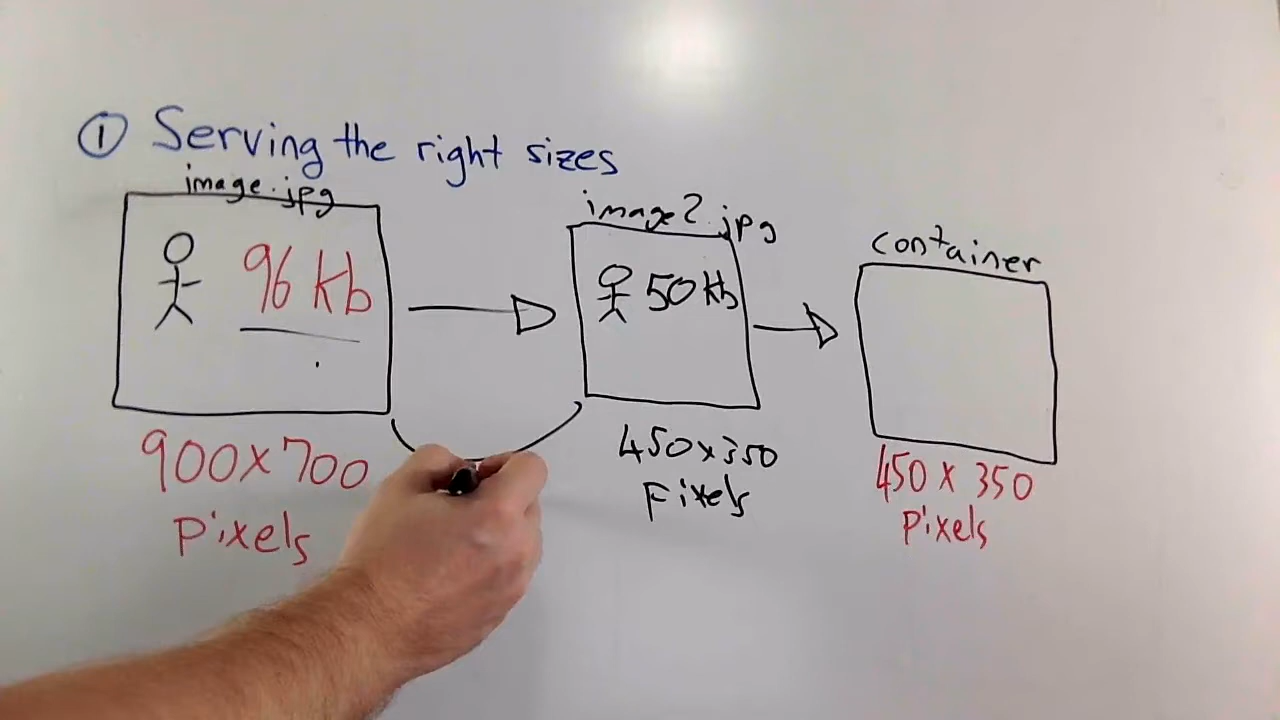 ① Serving the right sizes
image.jpg
96 kb
900x700
pixels
image2.jpg
50 kb
450x350
Pixels
container
450 x 350
pixels